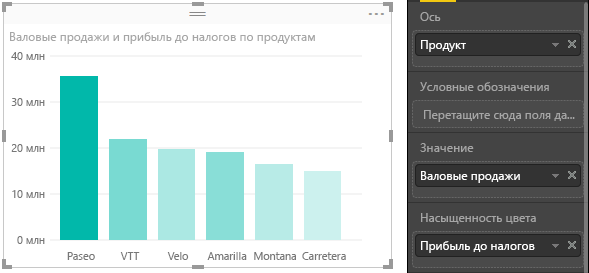 Валовые продажи и прибыль до налогов по продуктам
40 млн
30 млн
20 млн
10 млн
0 млн
Paseo VTT Velo Amarilla Montana Carretera
Ось
Продукт
Условные обозначения
Перетащите сюда поля да...
Значение
Валовые продажи
Насыщенность цвета
Прибыль до налогов